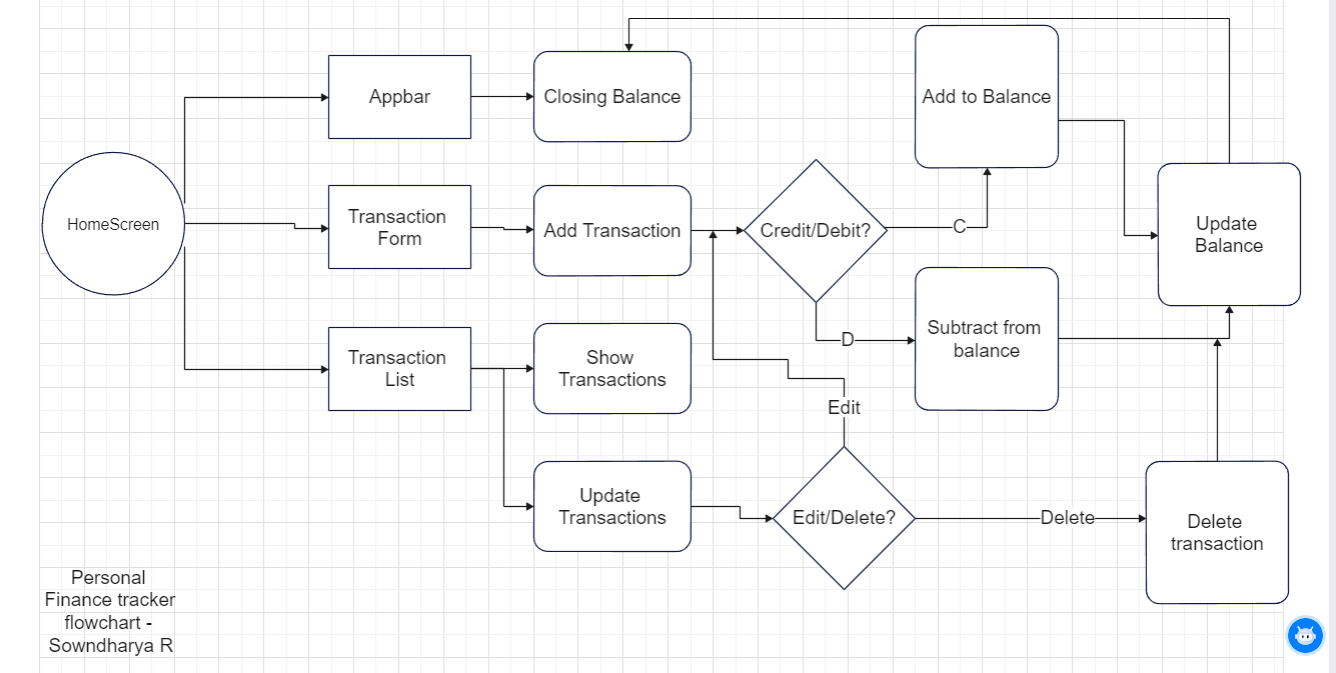 Appbar
Closing Balance
Add to Balance
HomeScreen
Transaction
Form
Add Transaction
Credit/Debit?
C
Update
Balance
Transaction
List
Show
Transactions
D
Subtract from
balance
Edit
Update
Transactions
Edit/Delete?
Delete
Delete
transaction
Personal
Finance tracker
flowchart -
Sowndharya R